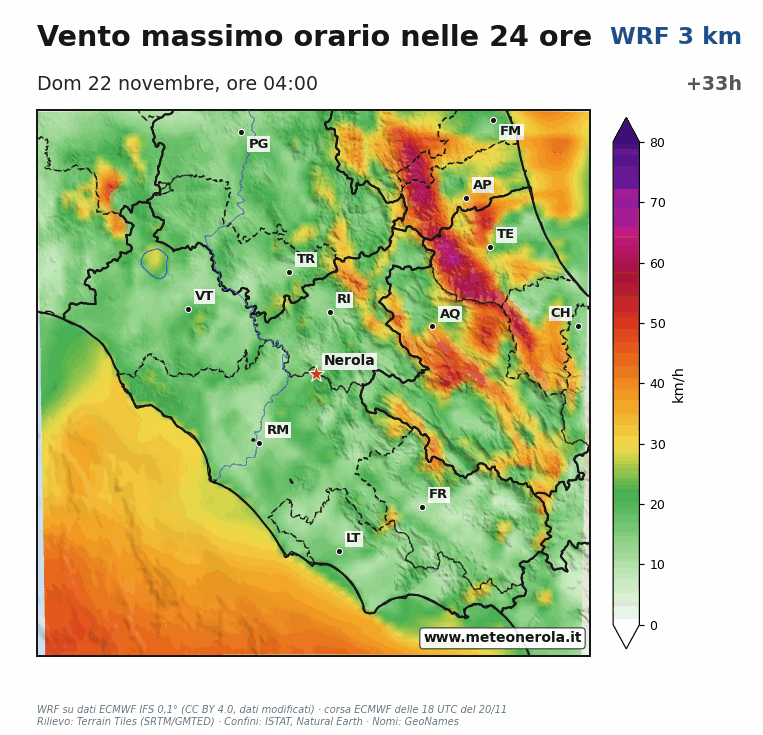 Vento massimo orario nelle 24 ore WRF 3 km
Dom 22 novembre, ore 04:00 +33h
FM
PG
AP
TE
TR
VT
RI
AQ
CH
Nerola
RM
FR
LT
www.meteonerola.it
80
70
60
50
40
30
20
10
0
km/h
WRF su dati ECMWF IFS 0,1° (CC BY 4.0, dati modificati) · corsa ECMWF delle 18 UTC del 20/11
Rilievo: Terrain Tiles (SRTM/GMTED) · Confini: ISTAT, Natural Earth · Nomi: GeoNames